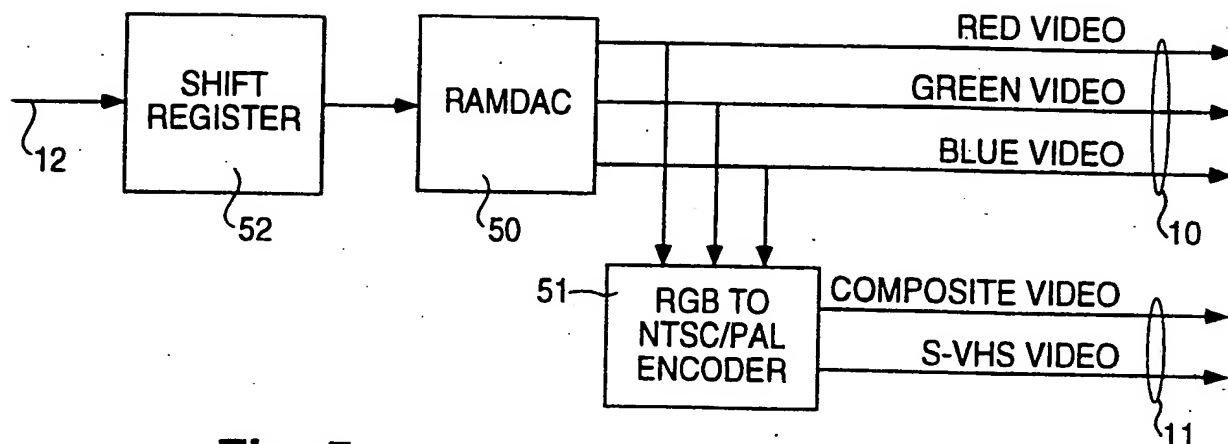 RED VIDEO
SHIFT
REGISTER
RAMDAC
GREEN VIDEO
BLUE VIDEO
12
52
50
10
51
RGB TO
NTSC/PAL
ENCODER
COMPOSITE VIDEO
S-VHS VIDEO
11